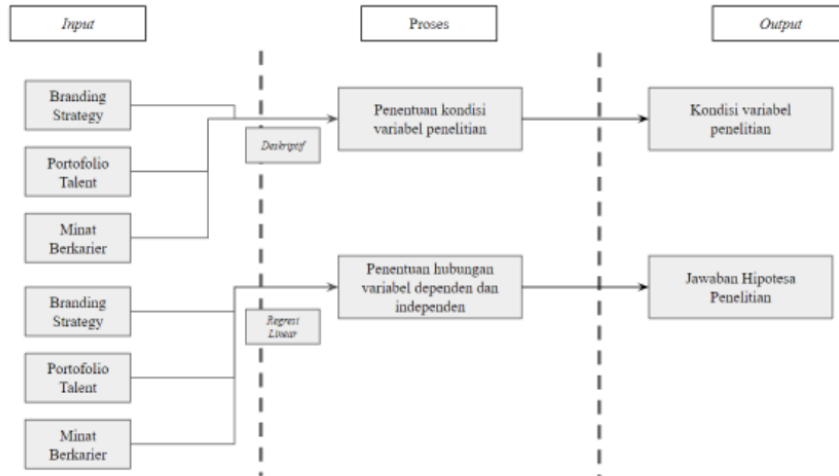 Input
Proses
Output
Branding
Strategy
Portofolio
Talent
Minat
Berkarier
Deskriptif
Penentuan kondisi
variabel penelitian
Kondisi variabel
penelitian
Branding
Strategy
Portofolio
Talent
Minat
Berkarier
Regresi
Linear
Penentuan hubungan
variabel dependen dan
independen
Jawaban Hipotesa
Penelitian